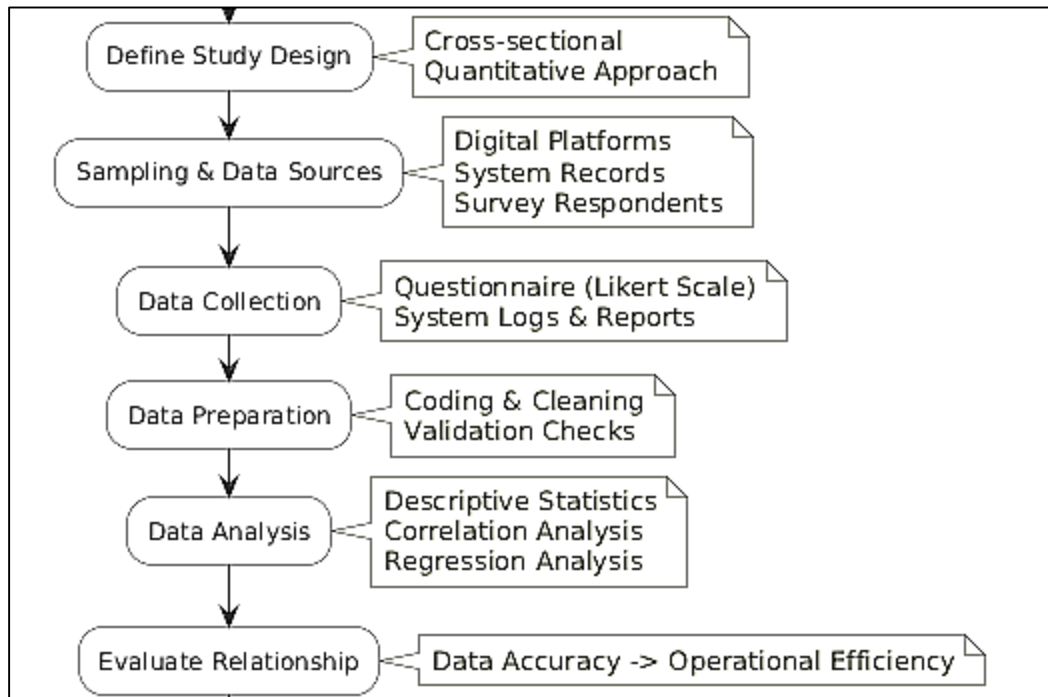 Define Study Design
Cross-sectional
Quantitative Approach
Sampling & Data Sources
Digital Platforms
System Records
Survey Respondents
Data Collection
Questionnaire (Likert Scale)
System Logs & Reports
Data Preparation
Coding & Cleaning
Validation Checks
Data Analysis
Descriptive Statistics
Correlation Analysis
Regression Analysis
Evaluate Relationship
Data Accuracy -> Operational Efficiency